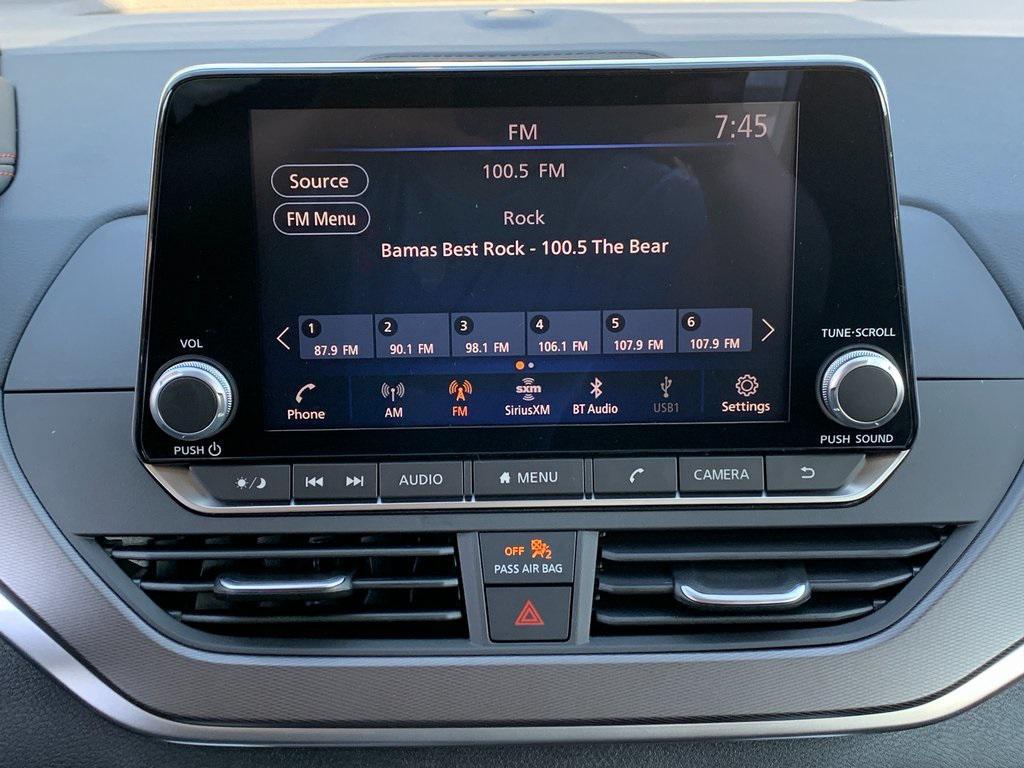 FM
7:45
Source
100.5 FM
FM Menu
Rock
Bamas Best Rock - 100.5 The Bear
1 2 3 4 5 6
87.9 FM 90.1 FM 98.1 FM 106.1 FM 107.9 FM 107.9 FM
Phone AM FM SiriusXM BT Audio USB1 Settings
sxm
VOL
PUSH
TUNE·SCROLL
PUSH SOUND
AUDIO MENU CAMERA
OFF 2
PASS AIR BAG